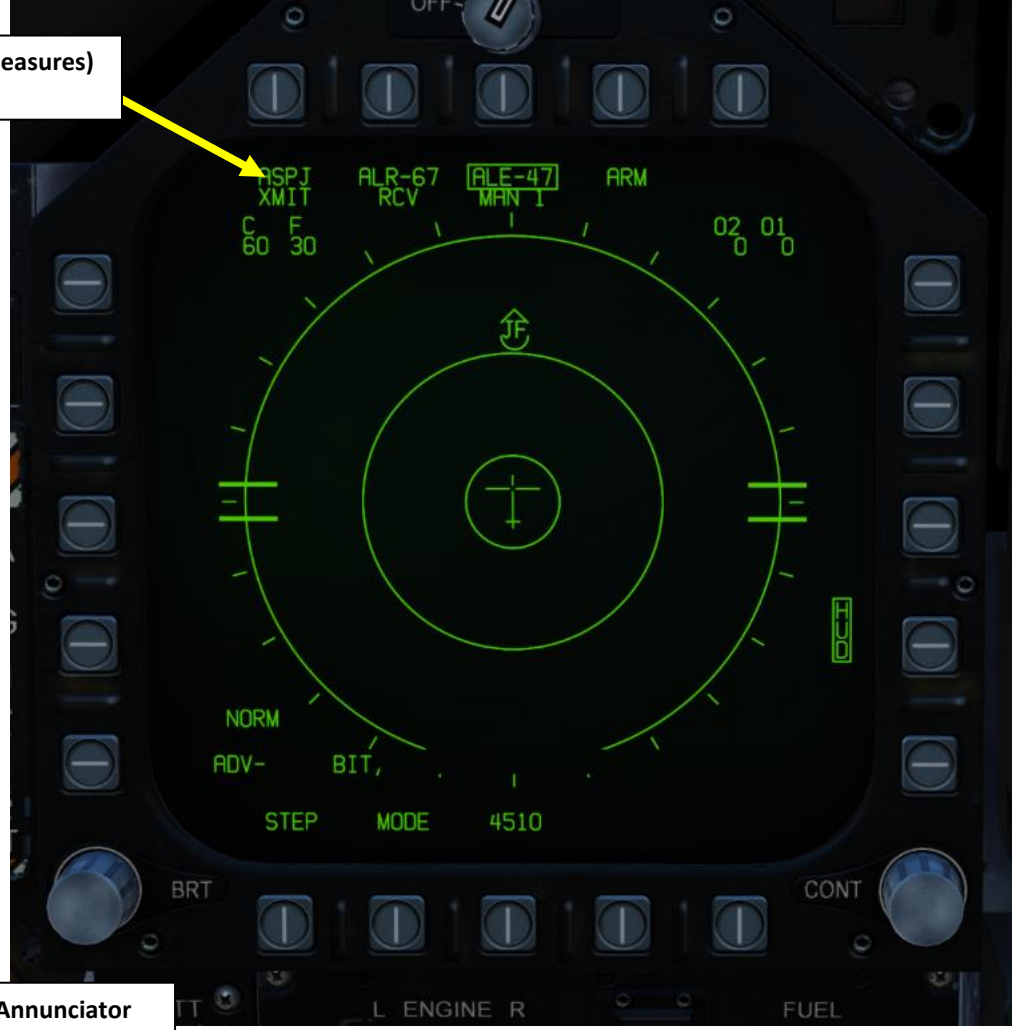 OFF
easures)
ASPJ ALR-67 ALE-47 ARM
XMIT RCV MAN 1
C F 02 01
60 30 0 0
JF
HUD
NORM
ADV- BIT,
STEP MODE 4510
BRT CONT
Annunciator
TT L ENGINE R FUEL